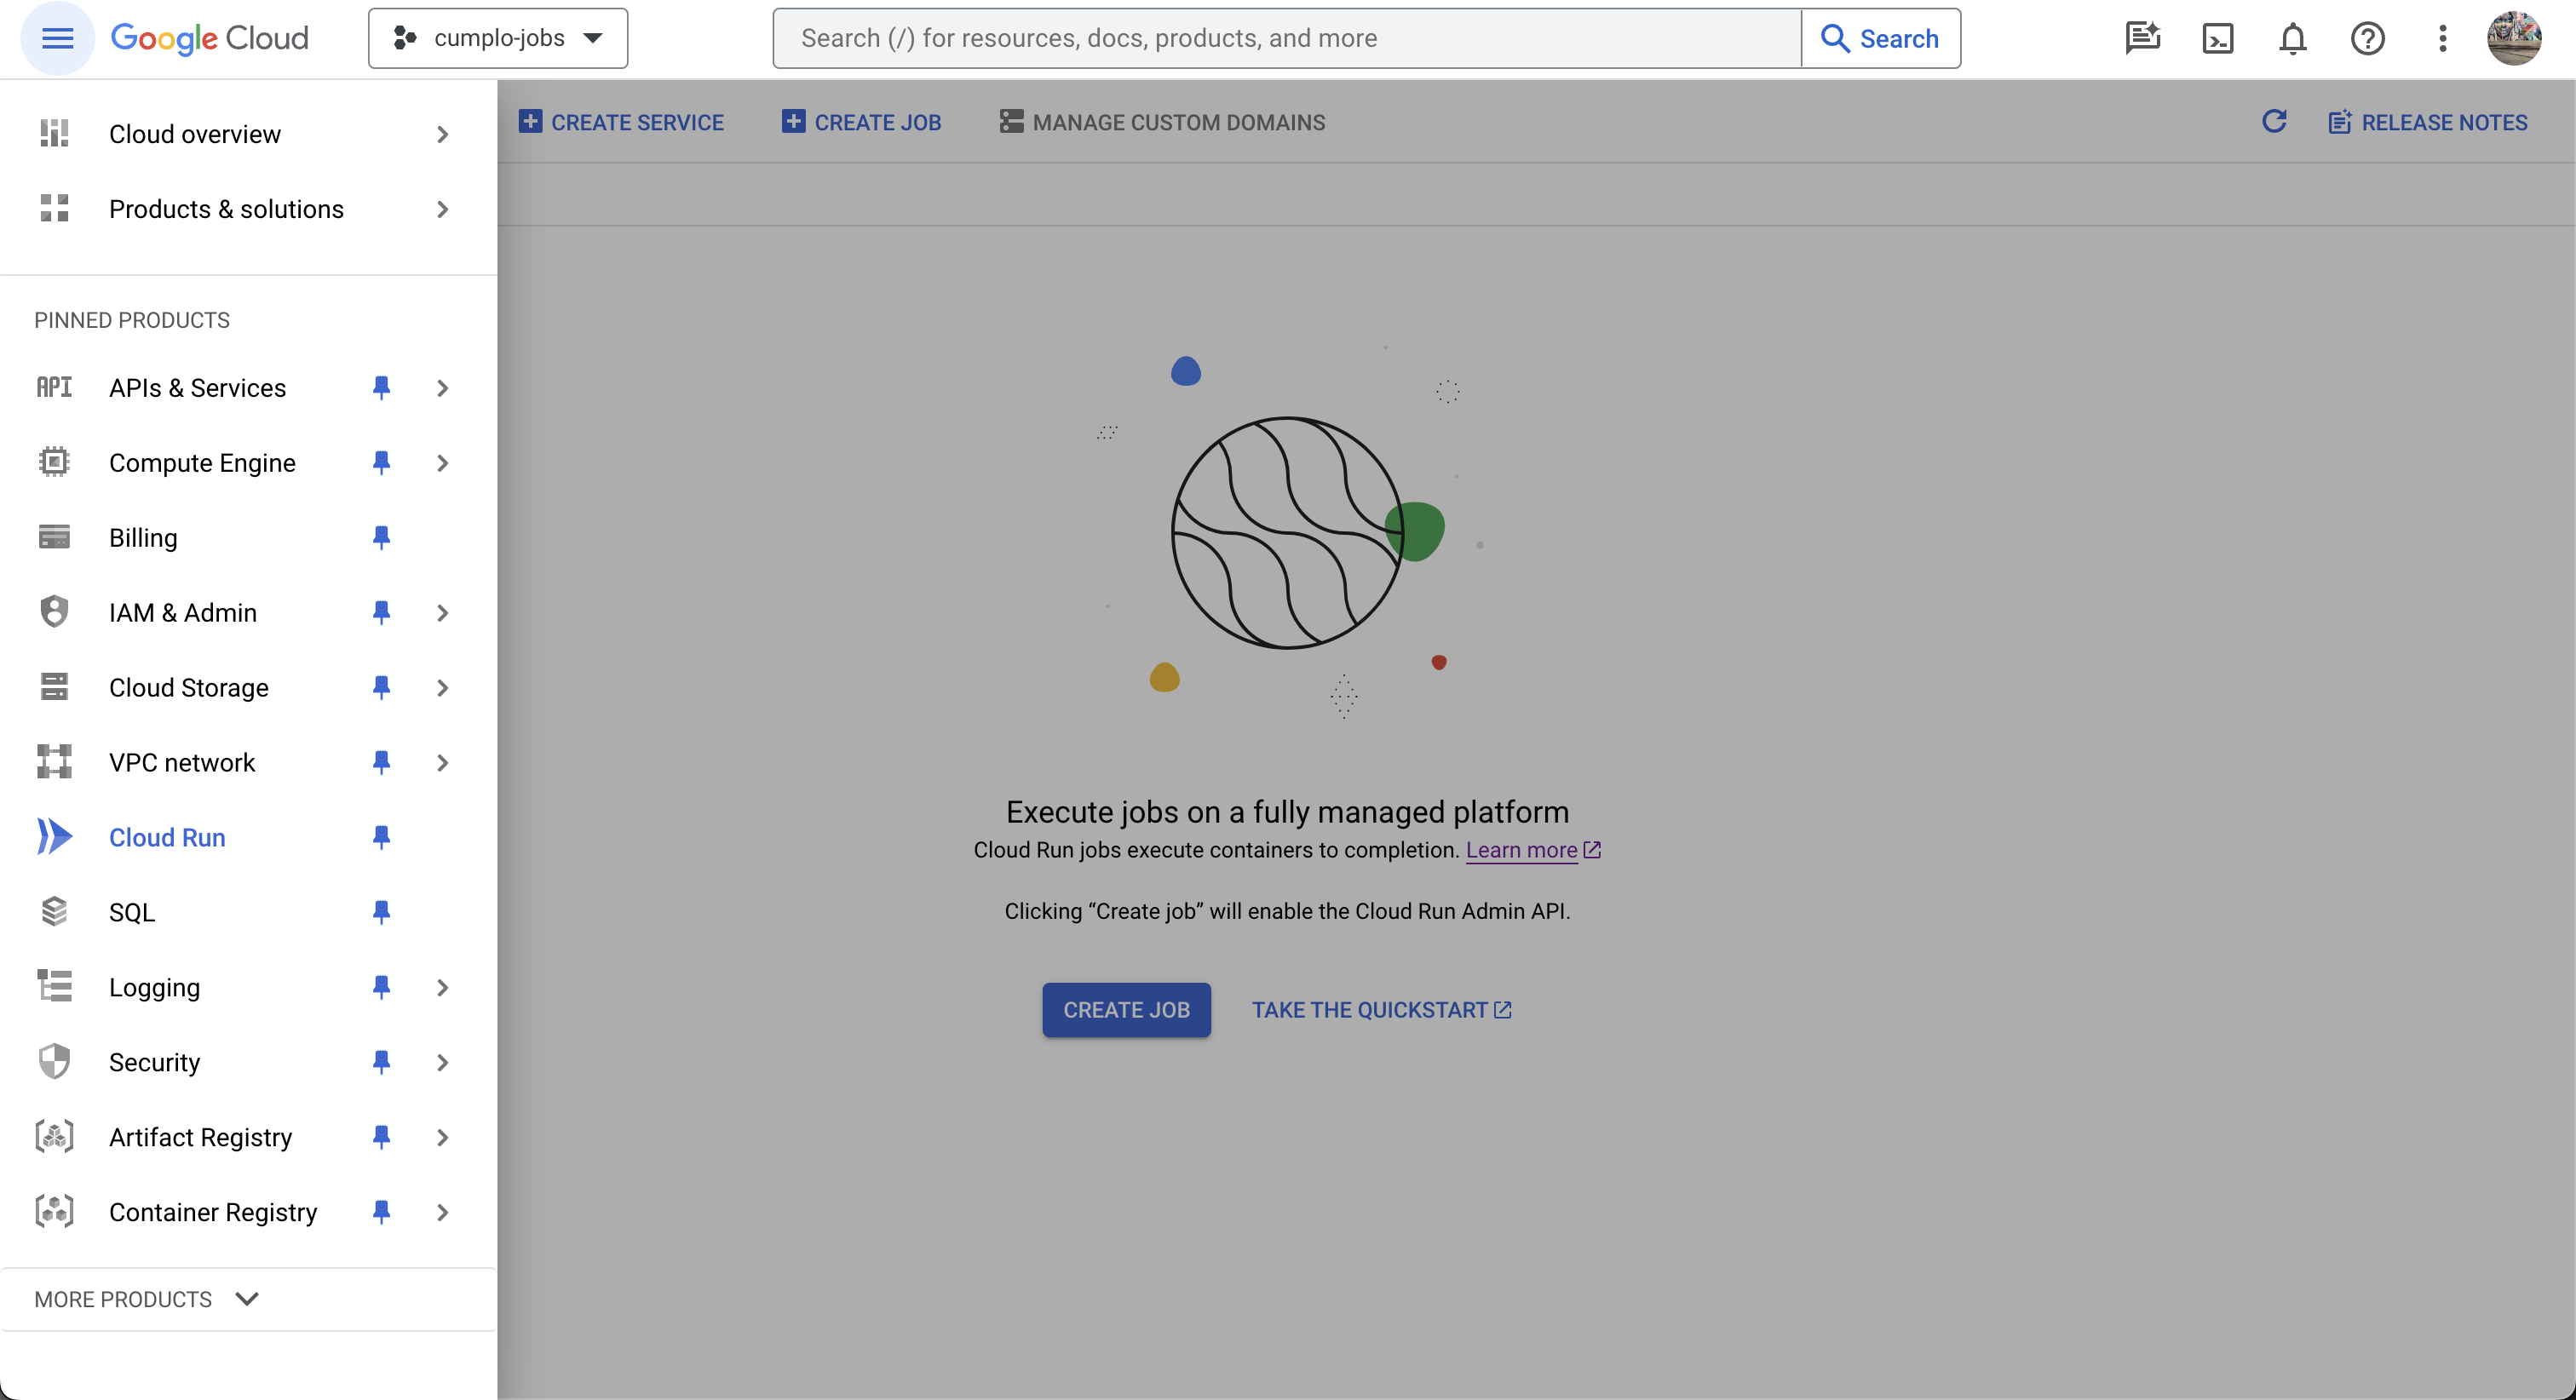 Google Cloud
cumplo-jobs
Search (/) for resources, docs, products, and more
Search
Cloud overview
Products & solutions
PINNED PRODUCTS
API
APIs & Services
Compute Engine
Billing
IAM & Admin
Cloud Storage
VPC network
Cloud Run
SQL
Logging
Security
Artifact Registry
Container Registry
MORE PRODUCTS
CREATE SERVICE
CREATE JOB
MANAGE CUSTOM DOMAINS
RELEASE NOTES
Execute jobs on a fully managed platform
Cloud Run jobs execute containers to completion. Learn more
Clicking “Create job” will enable the Cloud Run Admin API.
CREATE JOB
TAKE THE QUICKSTART